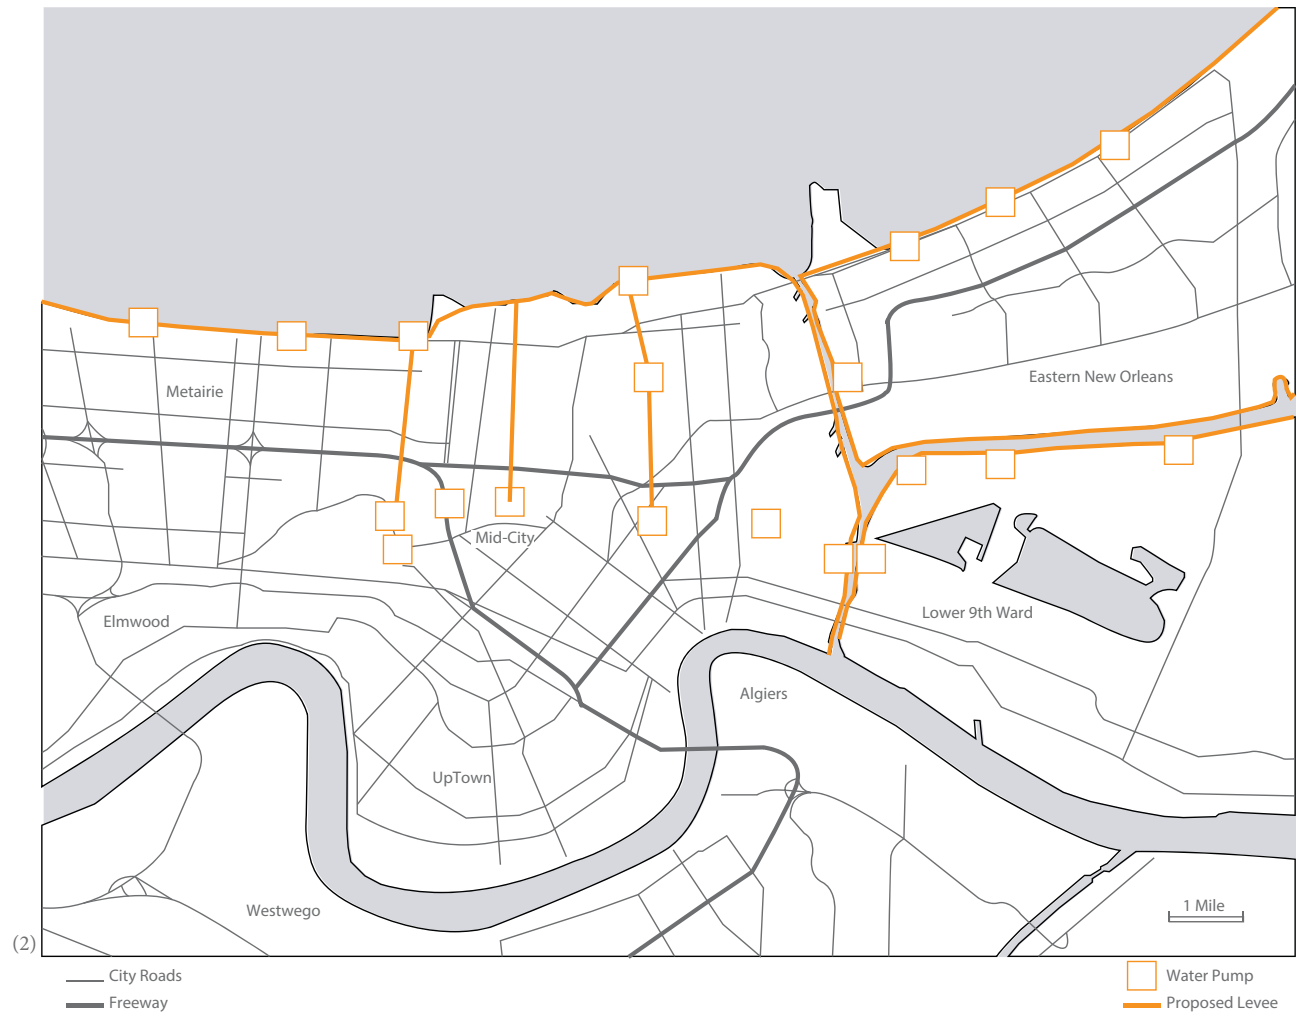 Metairie
Eastern New Orleans
Mid-City
Elmwood
Lower 9th Ward
Algiers
UpTown
Westwego
1 Mile
(2)
City Roads
Freeway
Water Pump
Proposed Levee